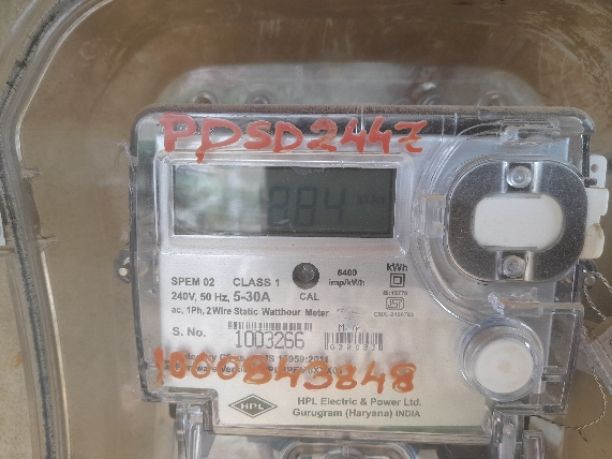 PDSD2447
884
SPEM 02 CLASS 1
240V, 50 Hz, 5-30A
CAL
6400
imp/kWh
kWh
ac, 1Ph, 2 Wire Static Watthour Meter
S. No.
1003266
1000843848
HPL
HPL Electric & Power Ltd.
Gurugram (Haryana) INDIA